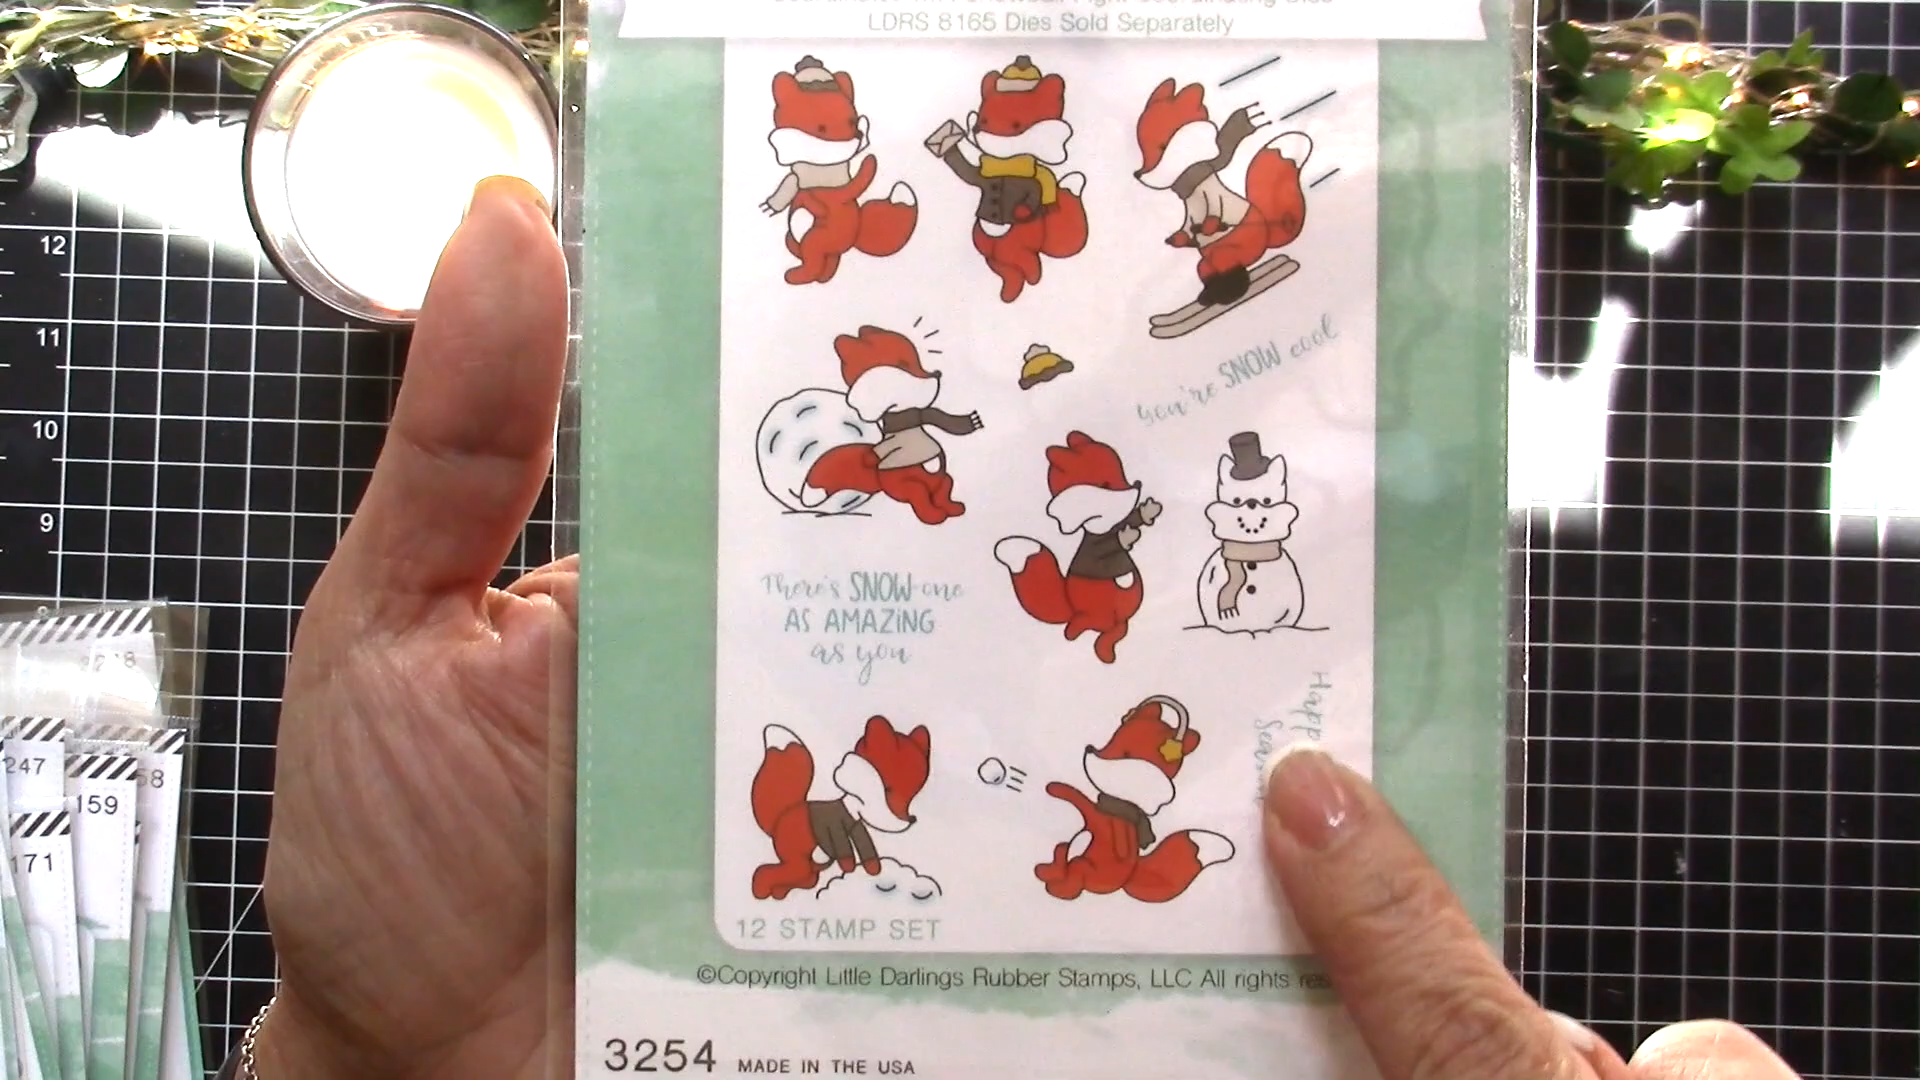 LDRS 8165 Dies Sold Separately
you're SNOW cool
There's SNOW-one
AS AMAZiNG
as you
Happy
12 STAMP SET
©Copyright Little Darlings Rubber Stamps, LLC All rights
3254 MADE IN THE USA
12
11
10
9
247
58
159
171